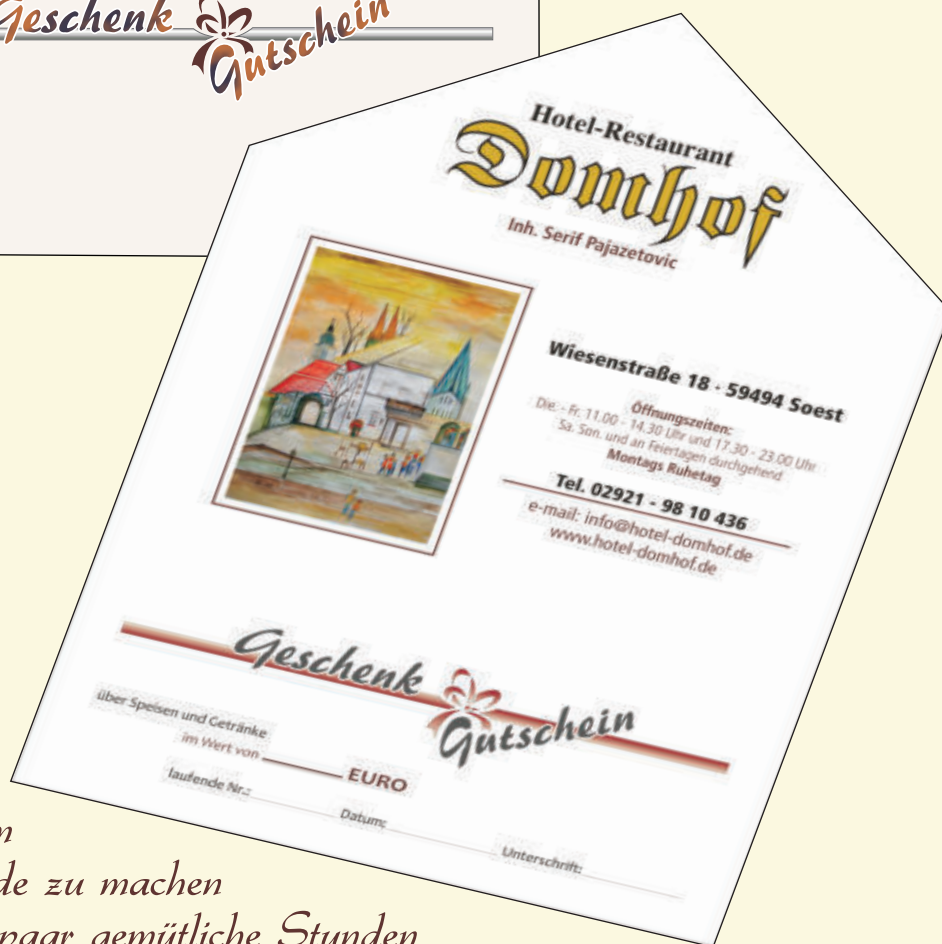 Geschenk
Gutschein
Hotel-Restaurant
Domhof
Inh. Serif Pajazetovic
Wiesenstraße 18 - 59494 Soest
Öffnungszeiten:
Die. - Fr. 11.00 - 14.30 Uhr und 17.30 - 23.00 Uhr
Sa. Son. und an Feiertagen durchgehend
Montags Ruhetag
Tel. 02921 - 98 10 436
e-mail: info@hotel-domhof.de
www.hotel-domhof.de
Geschenk
Gutschein
über Speisen und Getränke
im Wert von EURO
laufende Nr.: Datum: Unterschrift:
zu machen
paar gemütliche Stunden